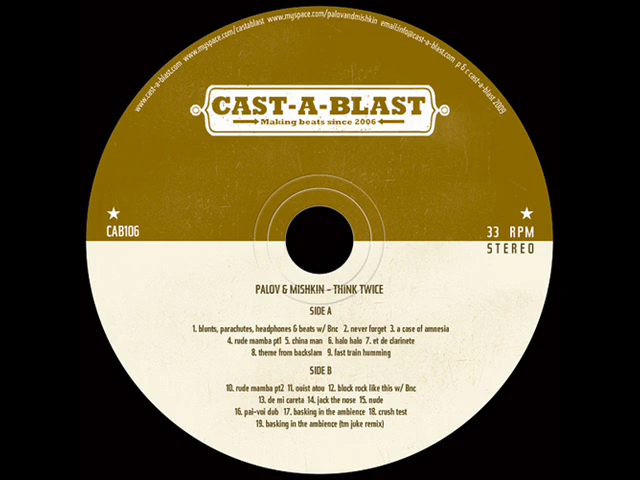 www.cast-a-blast.com www.myspace.com/castablast www.myspace.com/palovandmishkin email:info@cast-a-blast.com p & c cast-a-blast 2009
CAST-A-BLAST
Making beats since 2006
CAB106
33 RPM
STEREO
PALOV & MISHKIN - THINK TWICE
SIDE A
1. blunts, parachutes, headphones & beats w/ Bnc 2. never forget 3. a case of amnesia
4. rude mamba pt1 5. china man 6. halo halo 7. et de clarinete
8. theme from backslam 9. fast train humming
SIDE B
10. rude mamba pt2 11. ouist atou 12. block rock like this w/ Bnc
13. de mi careta 14. jack the nose 15. nude
16. pai-voi dub 17. basking in the ambience 18. crush test
19. basking in the ambience (tm juke remix)